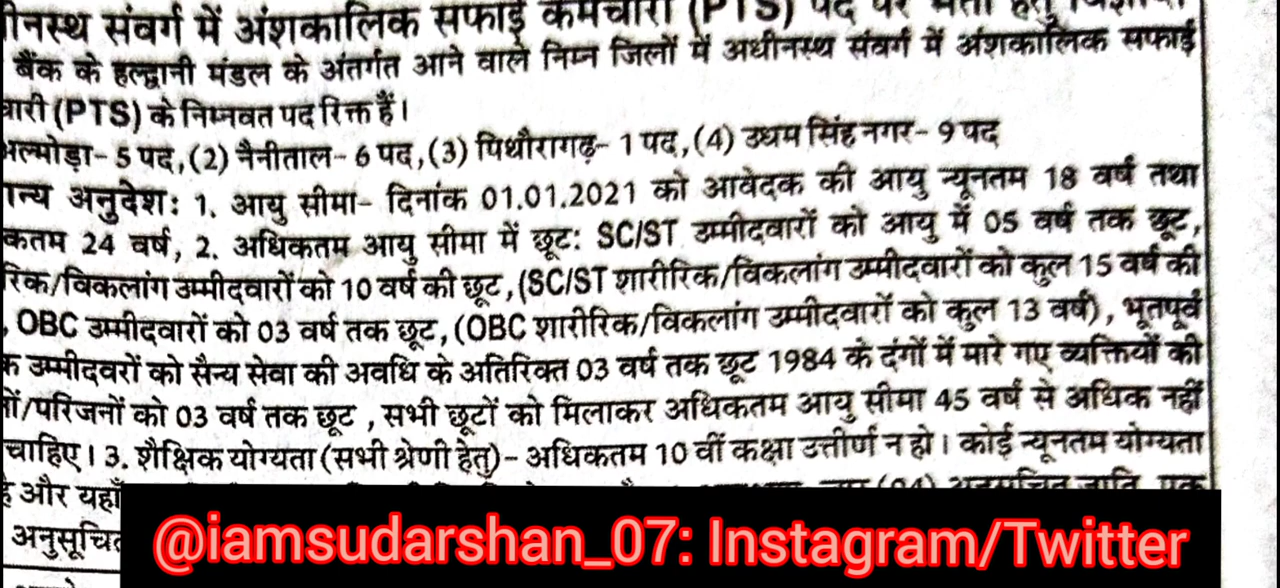 नस्थ संवर्ग में अंशकालिक सफाई कर्मचारी (PTS) पद पर भर्ती हेतु
बैंक के हल्द्वानी मंडल के अंतर्गत आने वाले निम्न जिलों में अधीनस्थ संवर्ग में अंशकालिक सफाई
चारी (PTS) के निम्नवत पद रिक्त हैं।
अल्मोड़ा- 5 पद, (2) नैनीताल- 6 पद, (3) पिथौरागढ़- 1 पद, (4) उधम सिंह नगर- 9 पद
न्य अनुदेश: 1. आयु सीमा- दिनांक 01.01.2021 को आवेदक की आयु न्यूनतम 18 वर्ष तथा
कतम 24 वर्ष, 2. अधिकतम आयु सीमा में छूट: SC/ST उम्मीदवारों को आयु में 05 वर्ष तक छूट,
रिक/विकलांग उम्मीदवारों को 10 वर्ष की छूट, (SC/ST शारीरिक/विकलांग उम्मीदवारों को कुल 15 वर्ष की
, OBC उम्मीदवारों को 03 वर्ष तक छूट, (OBC शारीरिक/विकलांग उम्मीदवारों को कुल 13 वर्ष), भूतपूर्व
क उम्मीदवरों को सैन्य सेवा की अवधि के अतिरिक्त 03 वर्ष तक छूट 1984 के दंगों में मारे गए व्यक्तियों की
ों/परिजनों को 03 वर्ष तक छूट , सभी छूटों को मिलाकर अधिकतम आयु सीमा 45 वर्ष से अधिक नहीं
चाहिए। 3. शैक्षिक योग्यता (सभी श्रेणी हेतु) - अधिकतम 10 वीं कक्षा उत्तीर्ण न हो। कोई न्यूनतम योग्यता
है और यहाँ (04) अनुसूचित जाति एक
अनुसूचित
@iamsudarshan_07: Instagram/Twitter